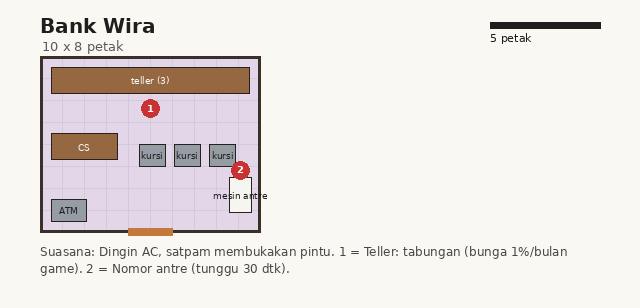 Bank Wira
10 x 8 petak
5 petak
teller (3)
1
CS
kursi
kursi
kursi
2
mesin antre
ATM
Suasana: Dingin AC, satpam membukakan pintu. 1 = Teller: tabungan (bunga 1%/bulan
game). 2 = Nomor antre (tunggu 30 dtk).